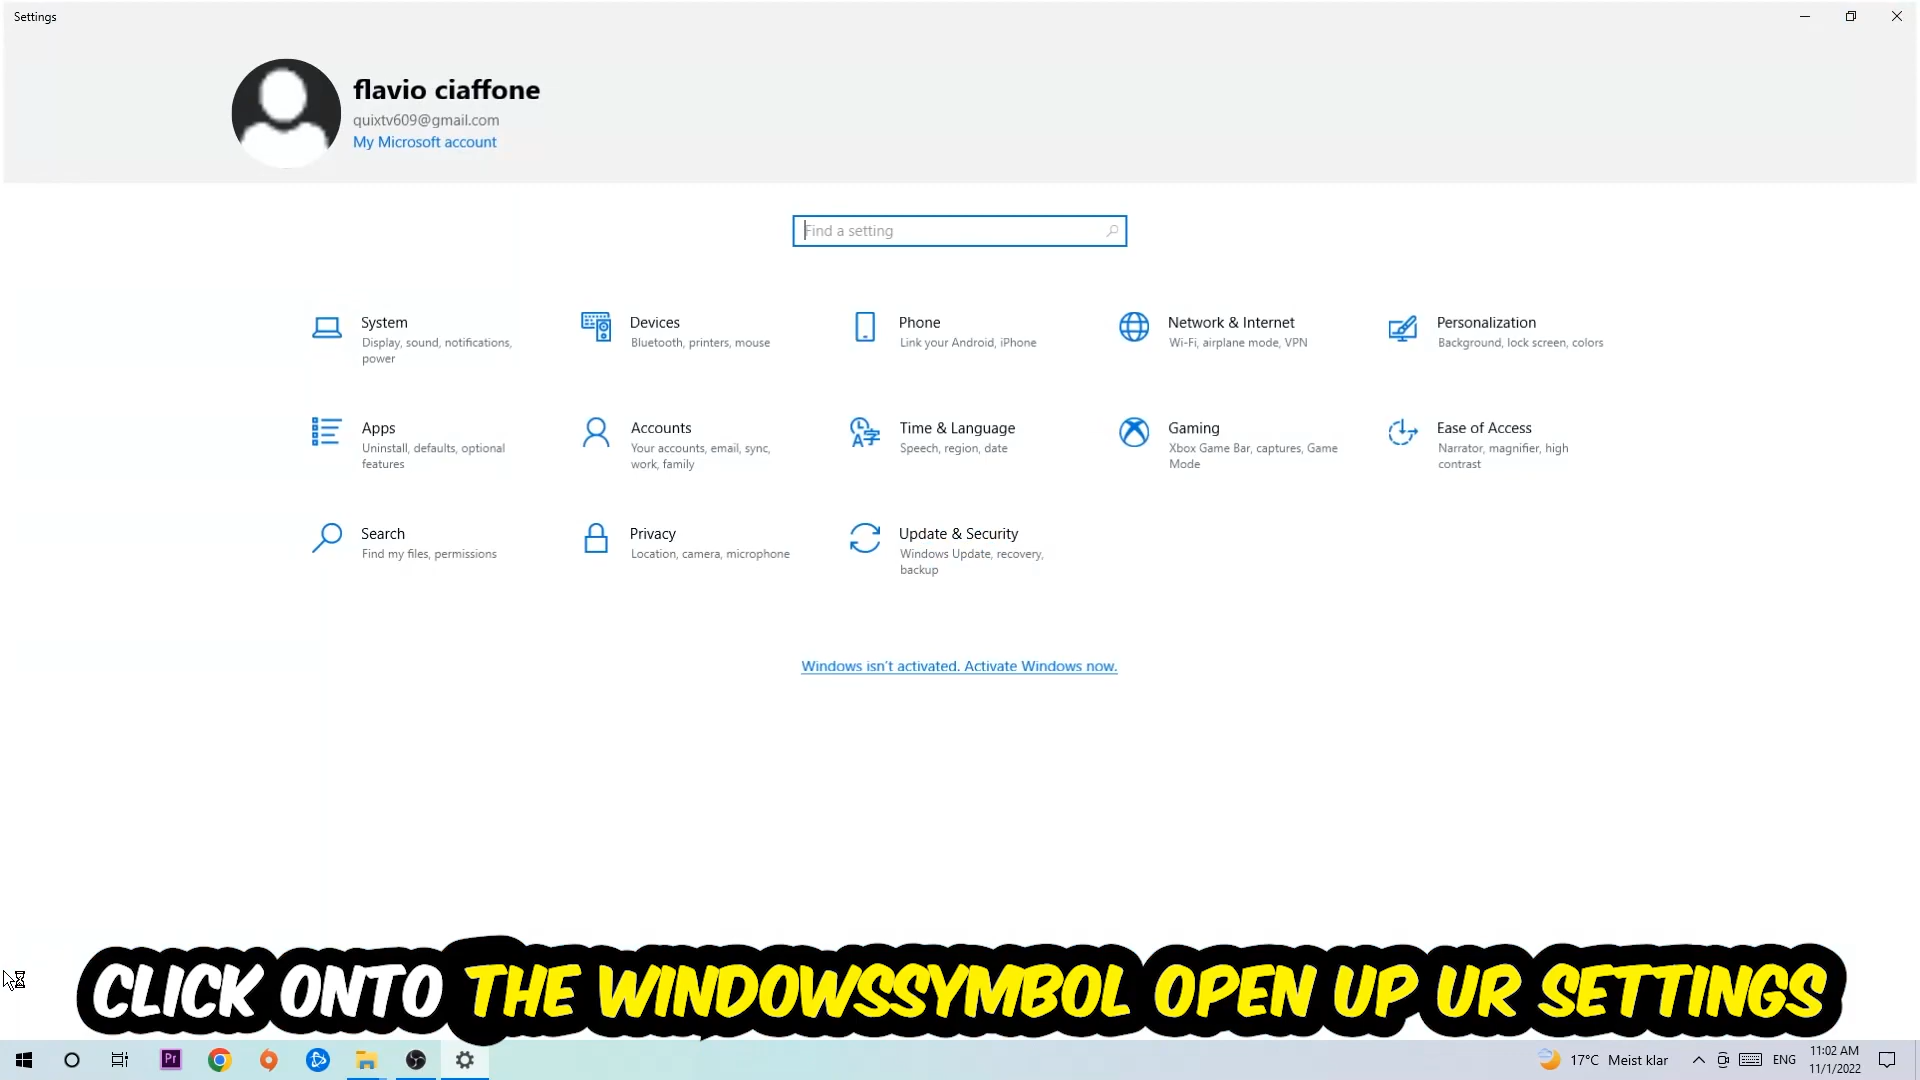 Settings
flavio ciaffone
quixtv609@gmail.com
My Microsoft account
Find a setting
System
Display, sound, notifications,
power
Devices
Bluetooth, printers, mouse
Phone
Link your Android, iPhone
Network & Internet
Wi-Fi, airplane mode, VPN
Personalization
Background, lock screen, colors
Apps
Uninstall, defaults, optional
features
Accounts
Your accounts, email, sync,
work, family
Time & Language
Speech, region, date
Gaming
Xbox Game Bar, captures, Game
Mode
Ease of Access
Narrator, magnifier, high
contrast
Search
Find my files, permissions
Privacy
Location, camera, microphone
Update & Security
Windows Update, recovery,
backup
Windows isn't activated. Activate Windows now.
CLICK ONTO THE WINDOWSSYMBOL OPEN UP UR SETTINGS
Pr
17°C Meist klar
ENG
11:02 AM
11/1/2022